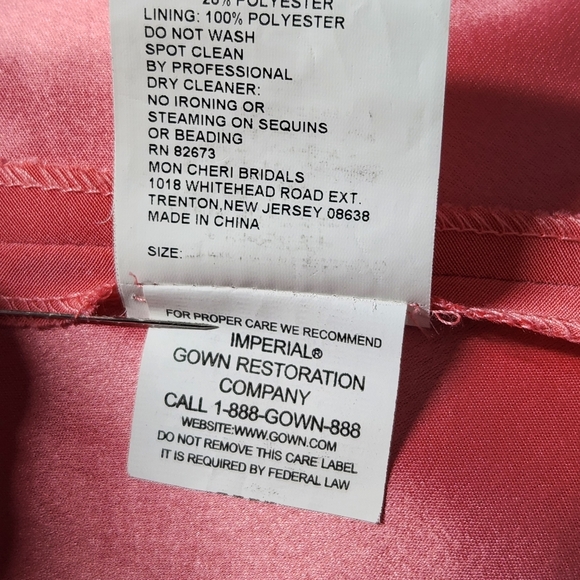 20% POLYESTER
LINING: 100% POLYESTER
DO NOT WASH
SPOT CLEAN
BY PROFESSIONAL
DRY CLEANER:
NO IRONING OR
STEAMING ON SEQUINS
OR BEADING
RN 82673
MON CHERI BRIDALS
1018 WHITEHEAD ROAD EXT.
TRENTON,NEW JERSEY 08638
MADE IN CHINA
SIZE:
FOR PROPER CARE WE RECOMMEND
IMPERIAL®
GOWN RESTORATION
COMPANY
CALL 1-888-GOWN-888
WEBSITE:WWW.GOWN.COM
DO NOT REMOVE THIS CARE LABEL
IT IS REQUIRED BY FEDERAL LAW